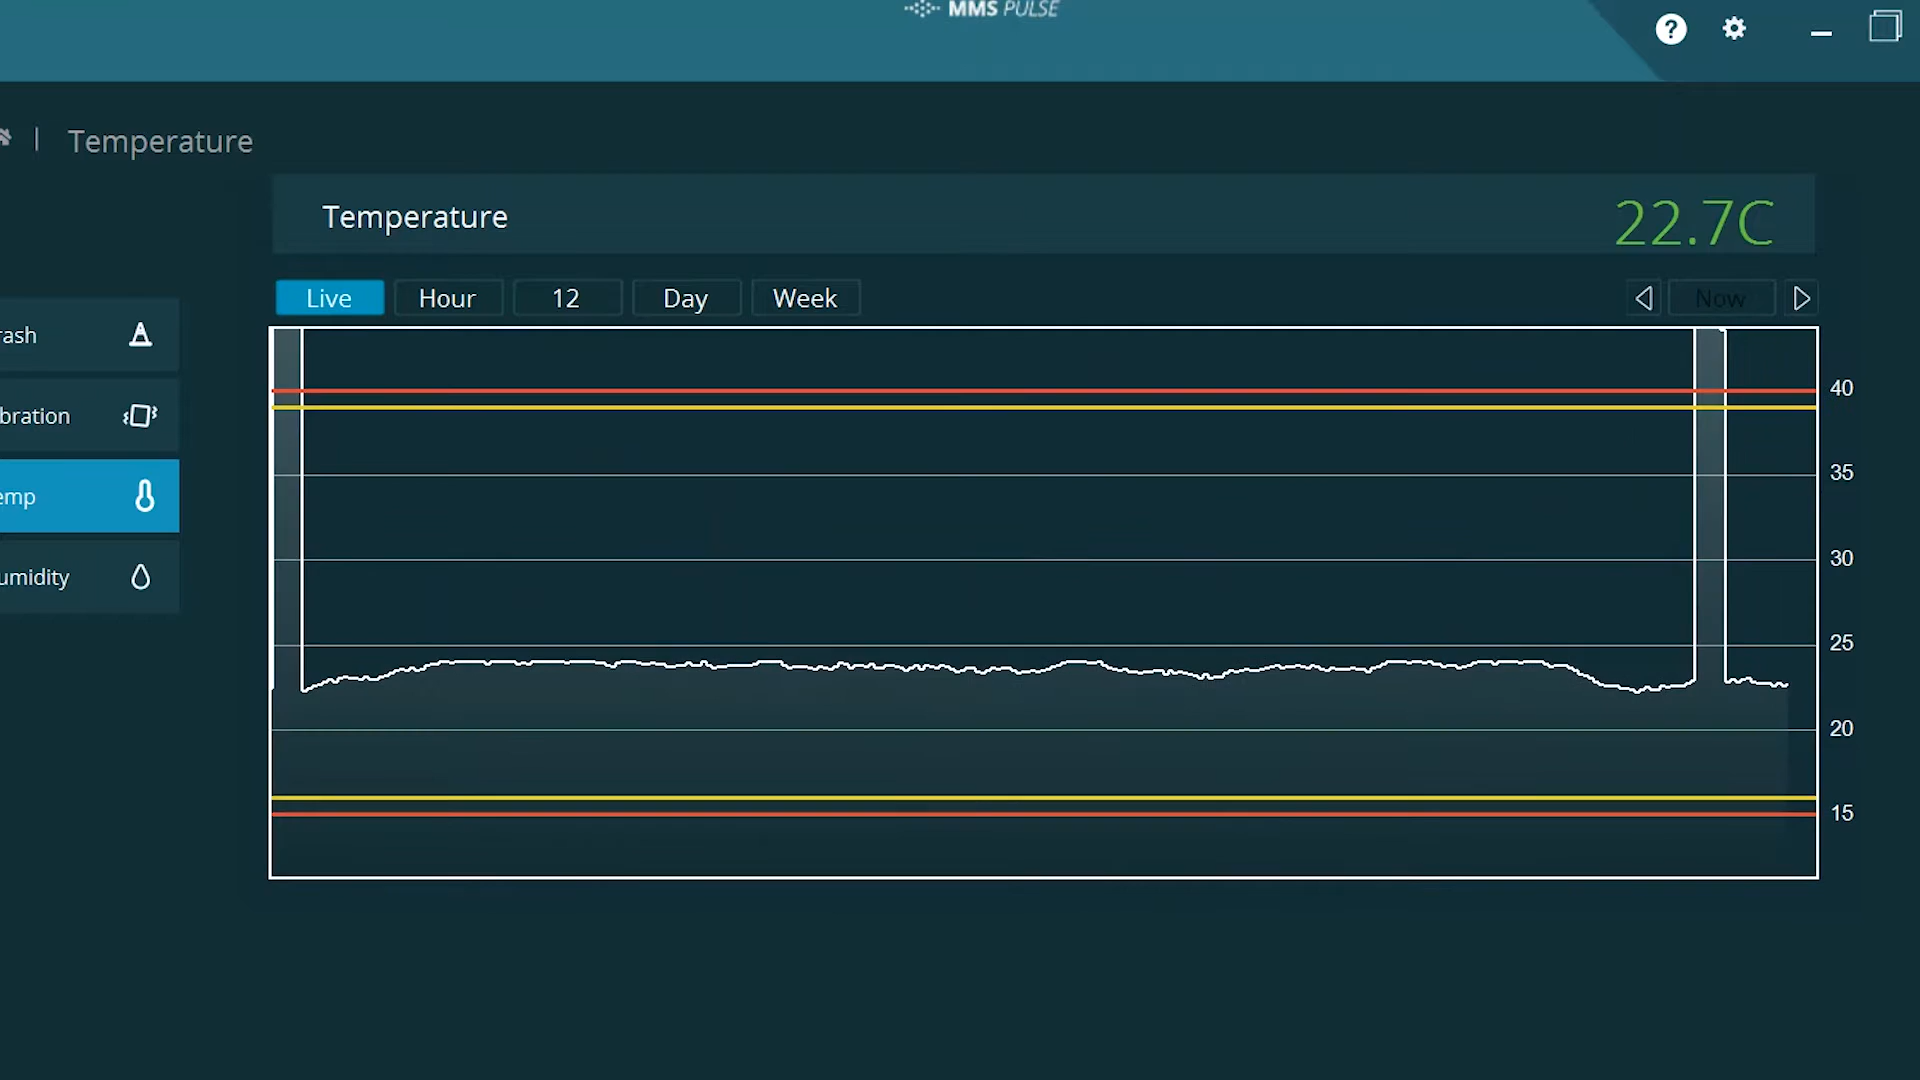 MMS PULSE
?
Temperature
Temperature
22.7C
Live Hour 12 Day Week
Now
40
rash
bration
35
emp
30
umidity
25
20
15